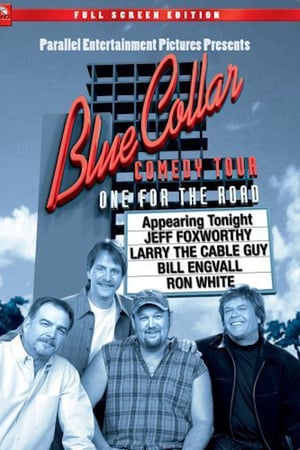 FULL SCREEN EDITION
Parallel Entertainment Pictures Presents
Blue Collar
COMEDY TOUR
ONE FOR THE ROAD
Appearing Tonight
JEFF FOXWORTHY
LARRY THE CABLE GUY
BILL ENGVALL
RON WHITE